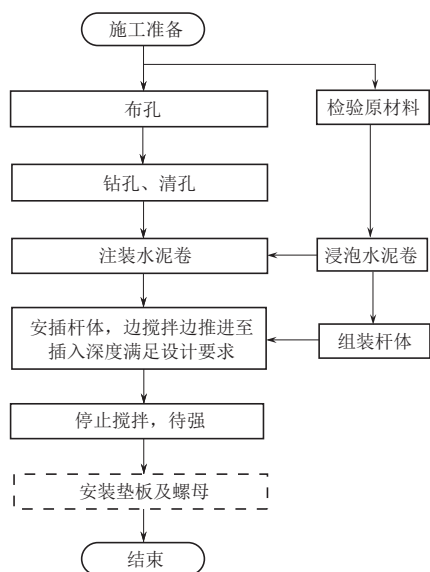 施工准备
布孔
检验原材料
钻孔、清孔
注装水泥卷
浸泡水泥卷
安插杆体，边搅拌边推进至
插入深度满足设计要求
组装杆体
停止搅拌，待强
安装垫板及螺母
结束